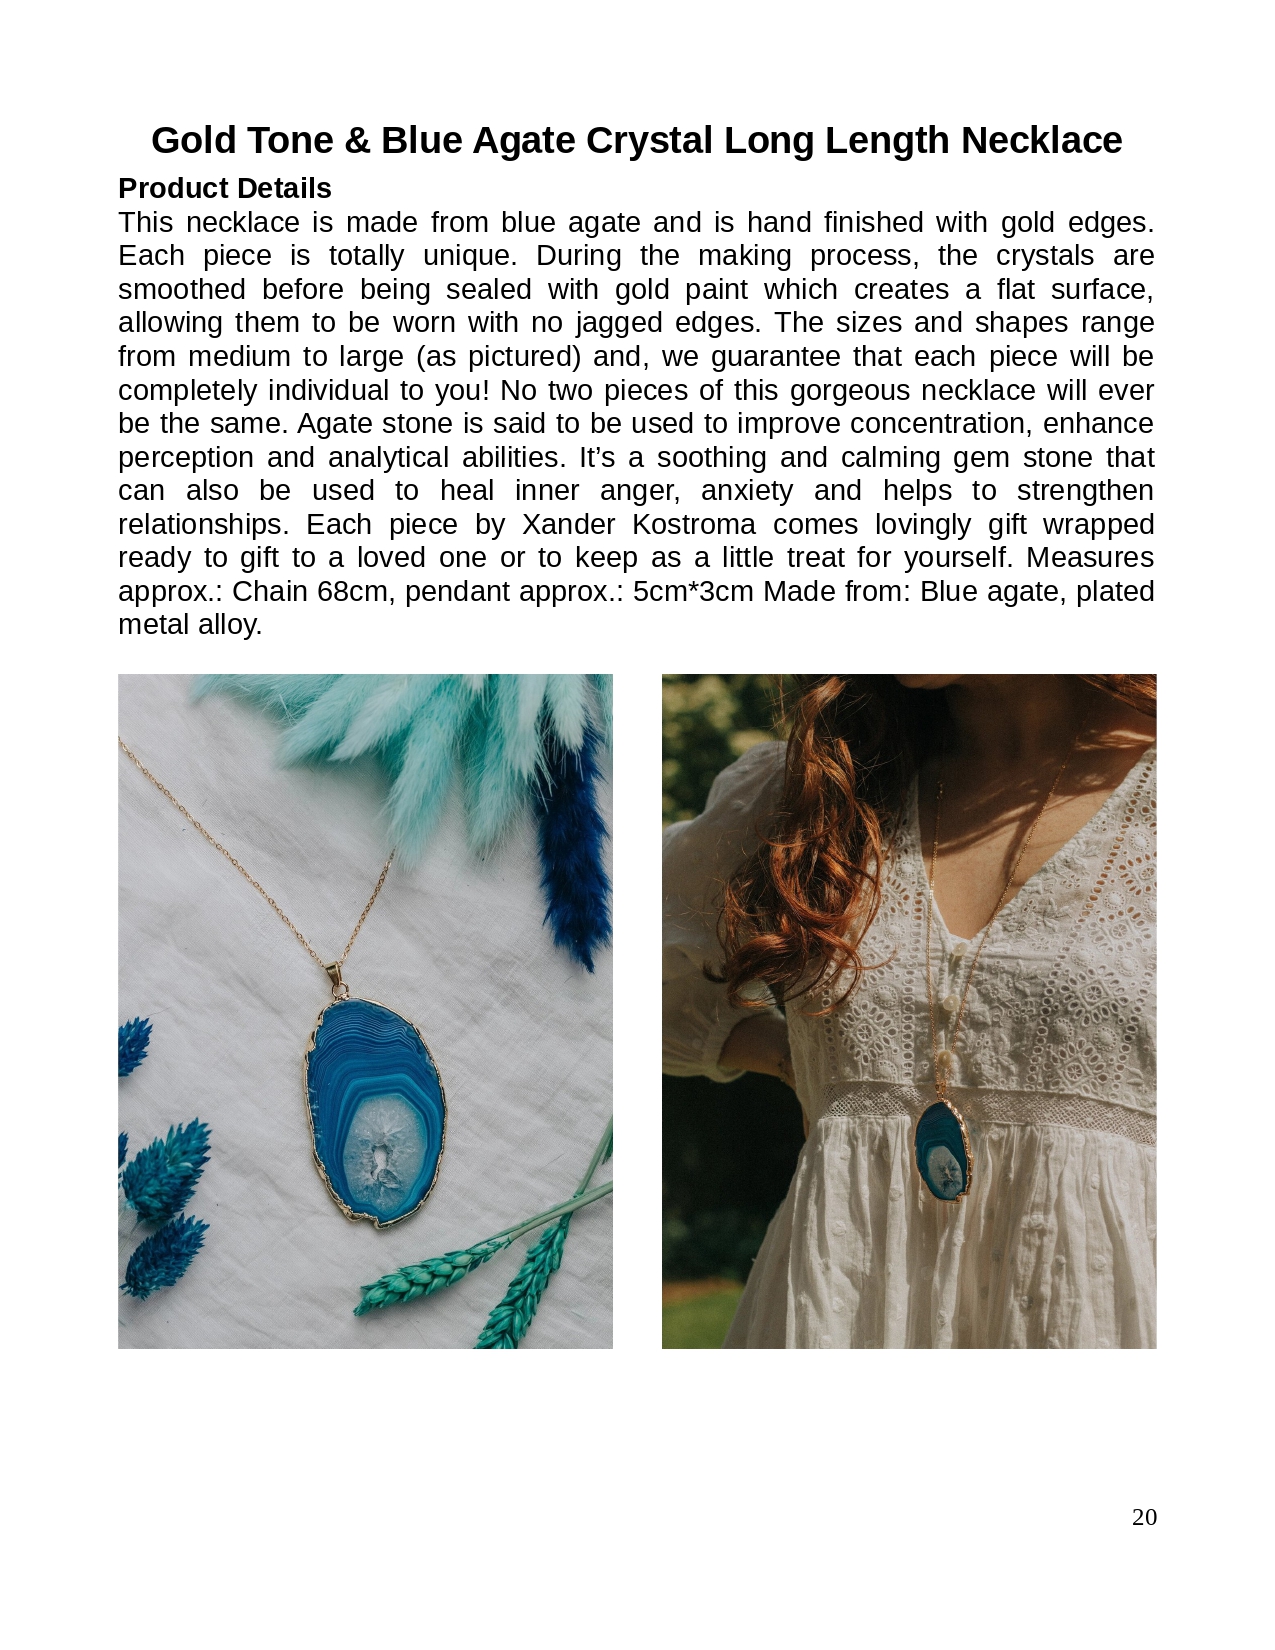 Gold Tone & Blue Agate Crystal Long Length Necklace
Product Details
This necklace is made from blue agate and is hand finished with gold edges.
Each piece is totally unique. During the making process, the crystals are
smoothed before being sealed with gold paint which creates a flat surface,
allowing them to be worn with no jagged edges. The sizes and shapes range
from medium to large (as pictured) and, we guarantee that each piece will be
completely individual to you! No two pieces of this gorgeous necklace will ever
be the same. Agate stone is said to be used to improve concentration, enhance
perception and analytical abilities. It’s a soothing and calming gem stone that
can also be used to heal inner anger, anxiety and helps to strengthen
relationships. Each piece by Xander Kostroma comes lovingly gift wrapped
ready to gift to a loved one or to keep as a little treat for yourself. Measures
approx.: Chain 68cm, pendant approx.: 5cm*3cm Made from: Blue agate, plated
metal alloy.
20